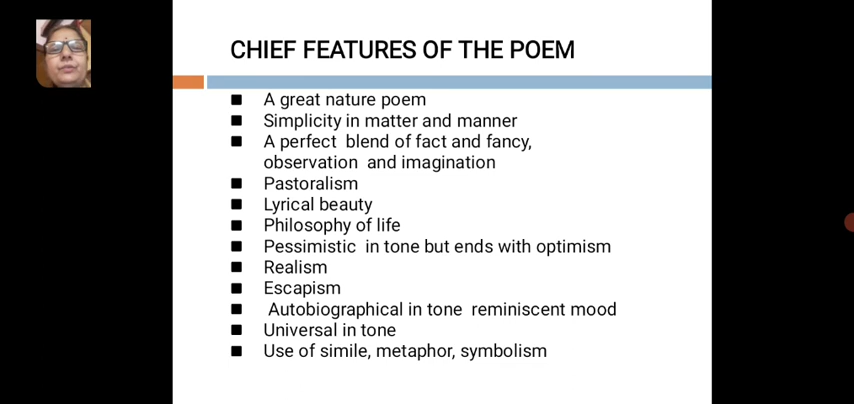 CHIEF FEATURES OF THE POEM
A great nature poem
Simplicity in matter and manner
A perfect blend of fact and fancy,
observation and imagination
Pastoralism
Lyrical beauty
Philosophy of life
Pessimistic in tone but ends with optimism
Realism
Escapism
Autobiographical in tone reminiscent mood
Universal in tone
Use of simile, metaphor, symbolism